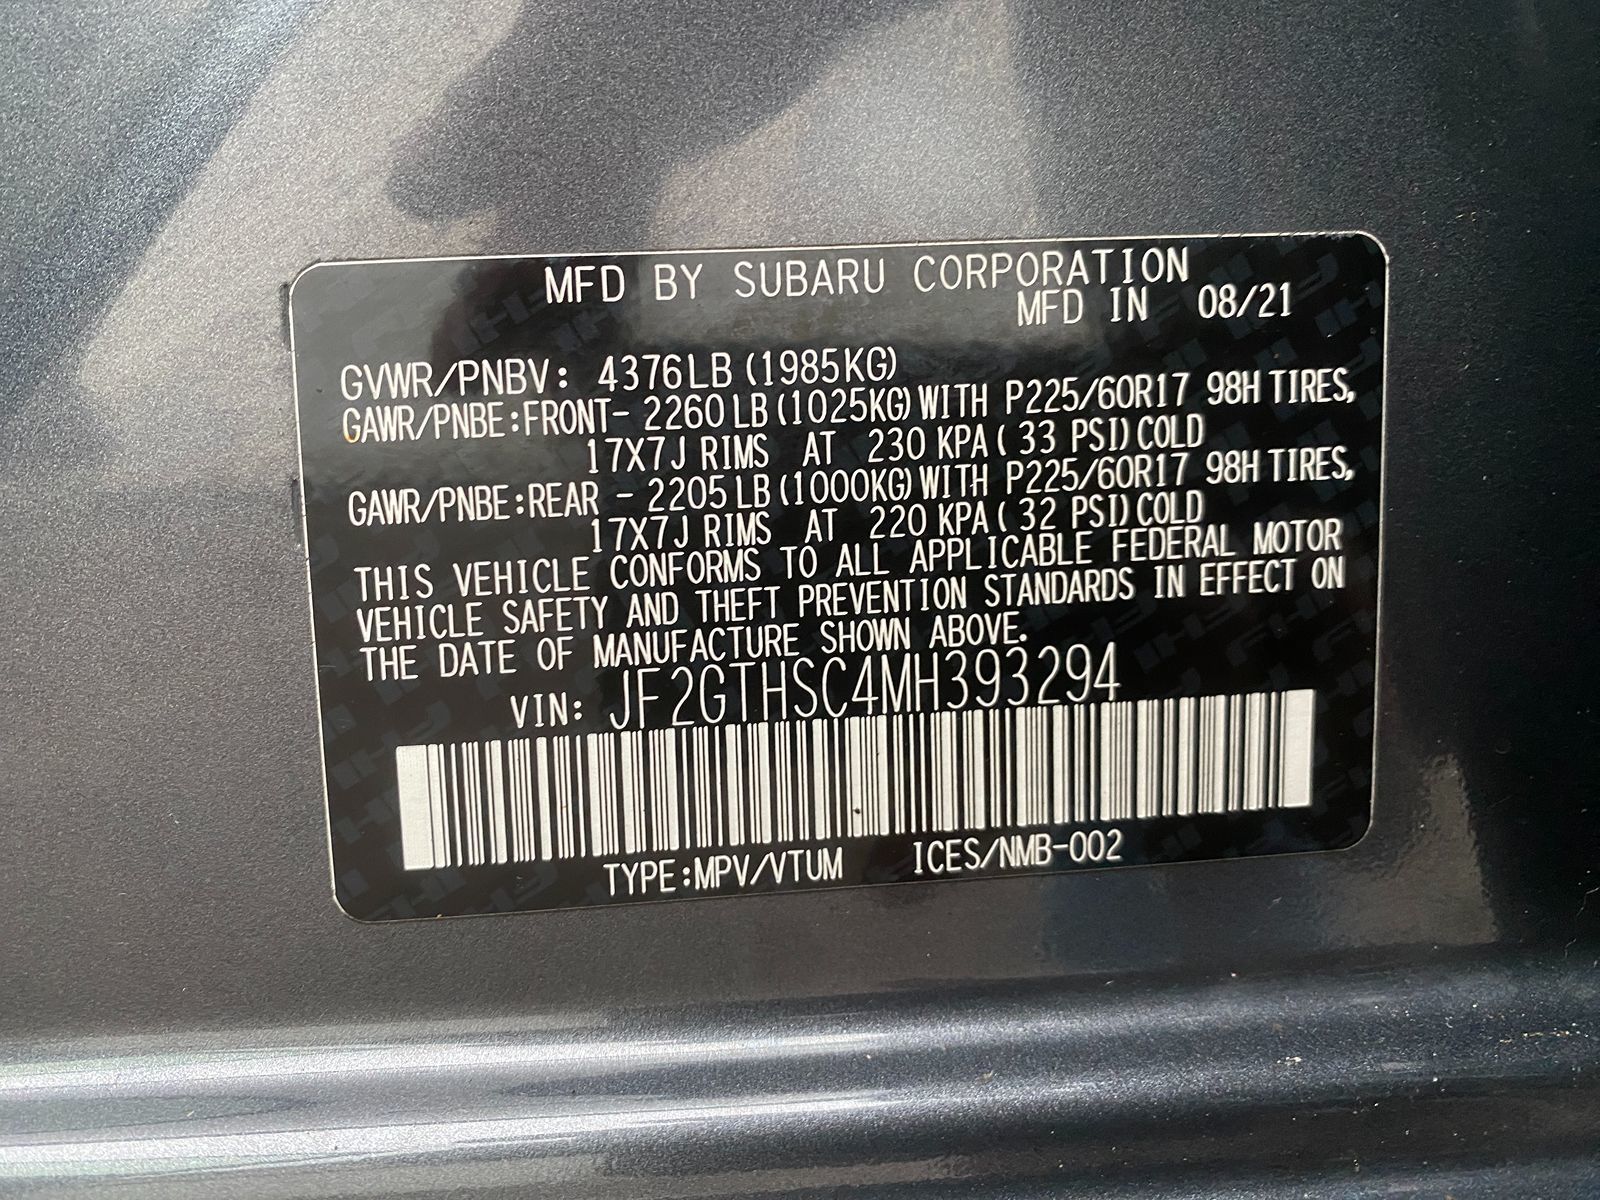 MFD BY SUBARU CORPORATION
MFD IN 08/21
GVWR/PNBV: 4376LB (1985KG)
GAWR/PNBE:FRONT- 2260 LB (1025KG) WITH P225/60R17 98H TIRES,
17X7J RIMS AT 230 KPA ( 33 PSI) COLD
GAWR/PNBE:REAR - 2205 LB (1000KG) WITH P225/60R17 98H TIRES,
17X7J RIMS AT 220 KPA ( 32 PSI) COLD
THIS VEHICLE CONFORMS TO ALL APPLICABLE FEDERAL MOTOR
VEHICLE SAFETY AND THEFT PREVENTION STANDARDS IN EFFECT ON
THE DATE OF MANUFACTURE SHOWN ABOVE.
VIN: JF2GTHSC4MH393294
TYPE:MPV/VTUM ICES/NMB-002